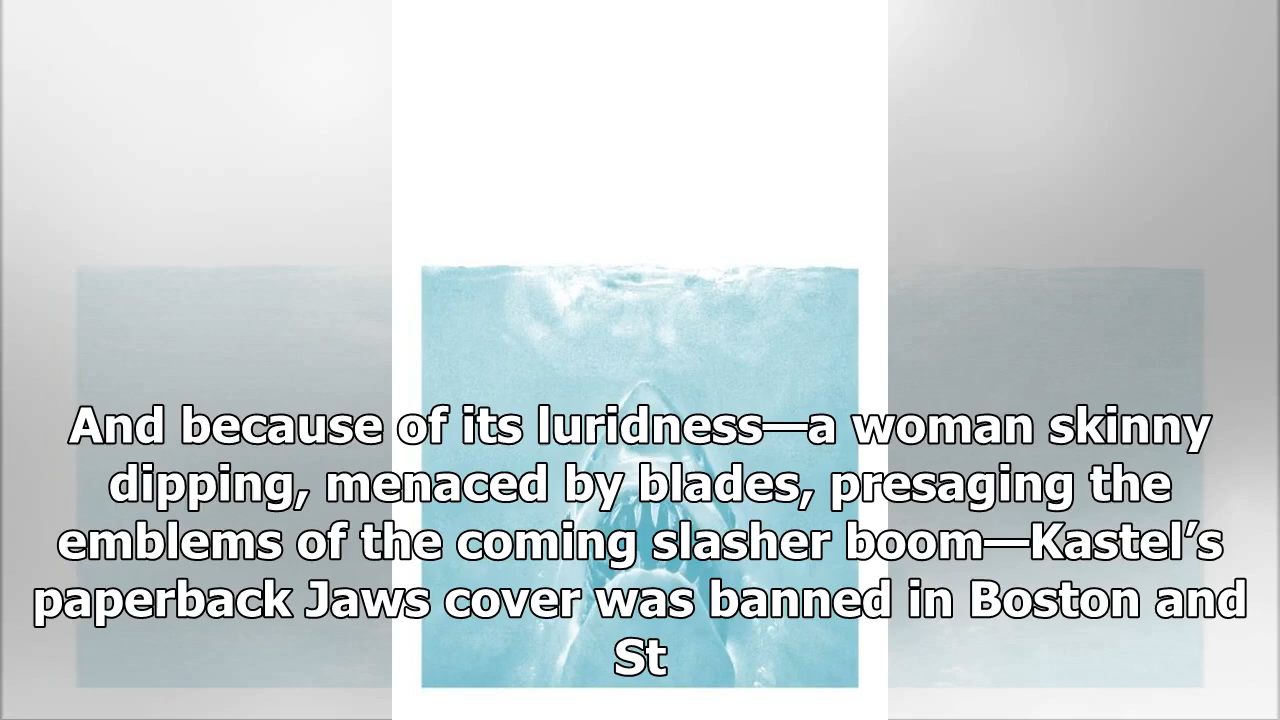 And because of its luridness—a woman skinny
dipping, menaced by blades, presaging the
emblems of the coming slasher boom—Kastel’s
paperback Jaws cover was banned in Boston and
St